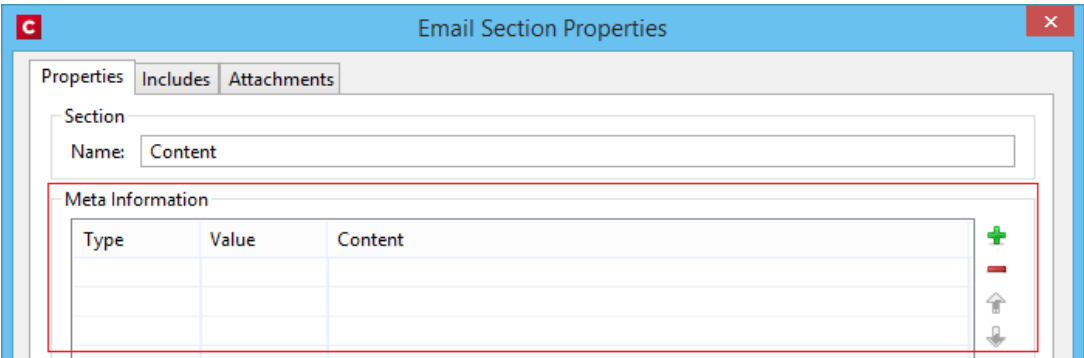 C
Email Section Properties
×
Properties Includes Attachments
Section
Name: Content
Meta Information
Type Value Content